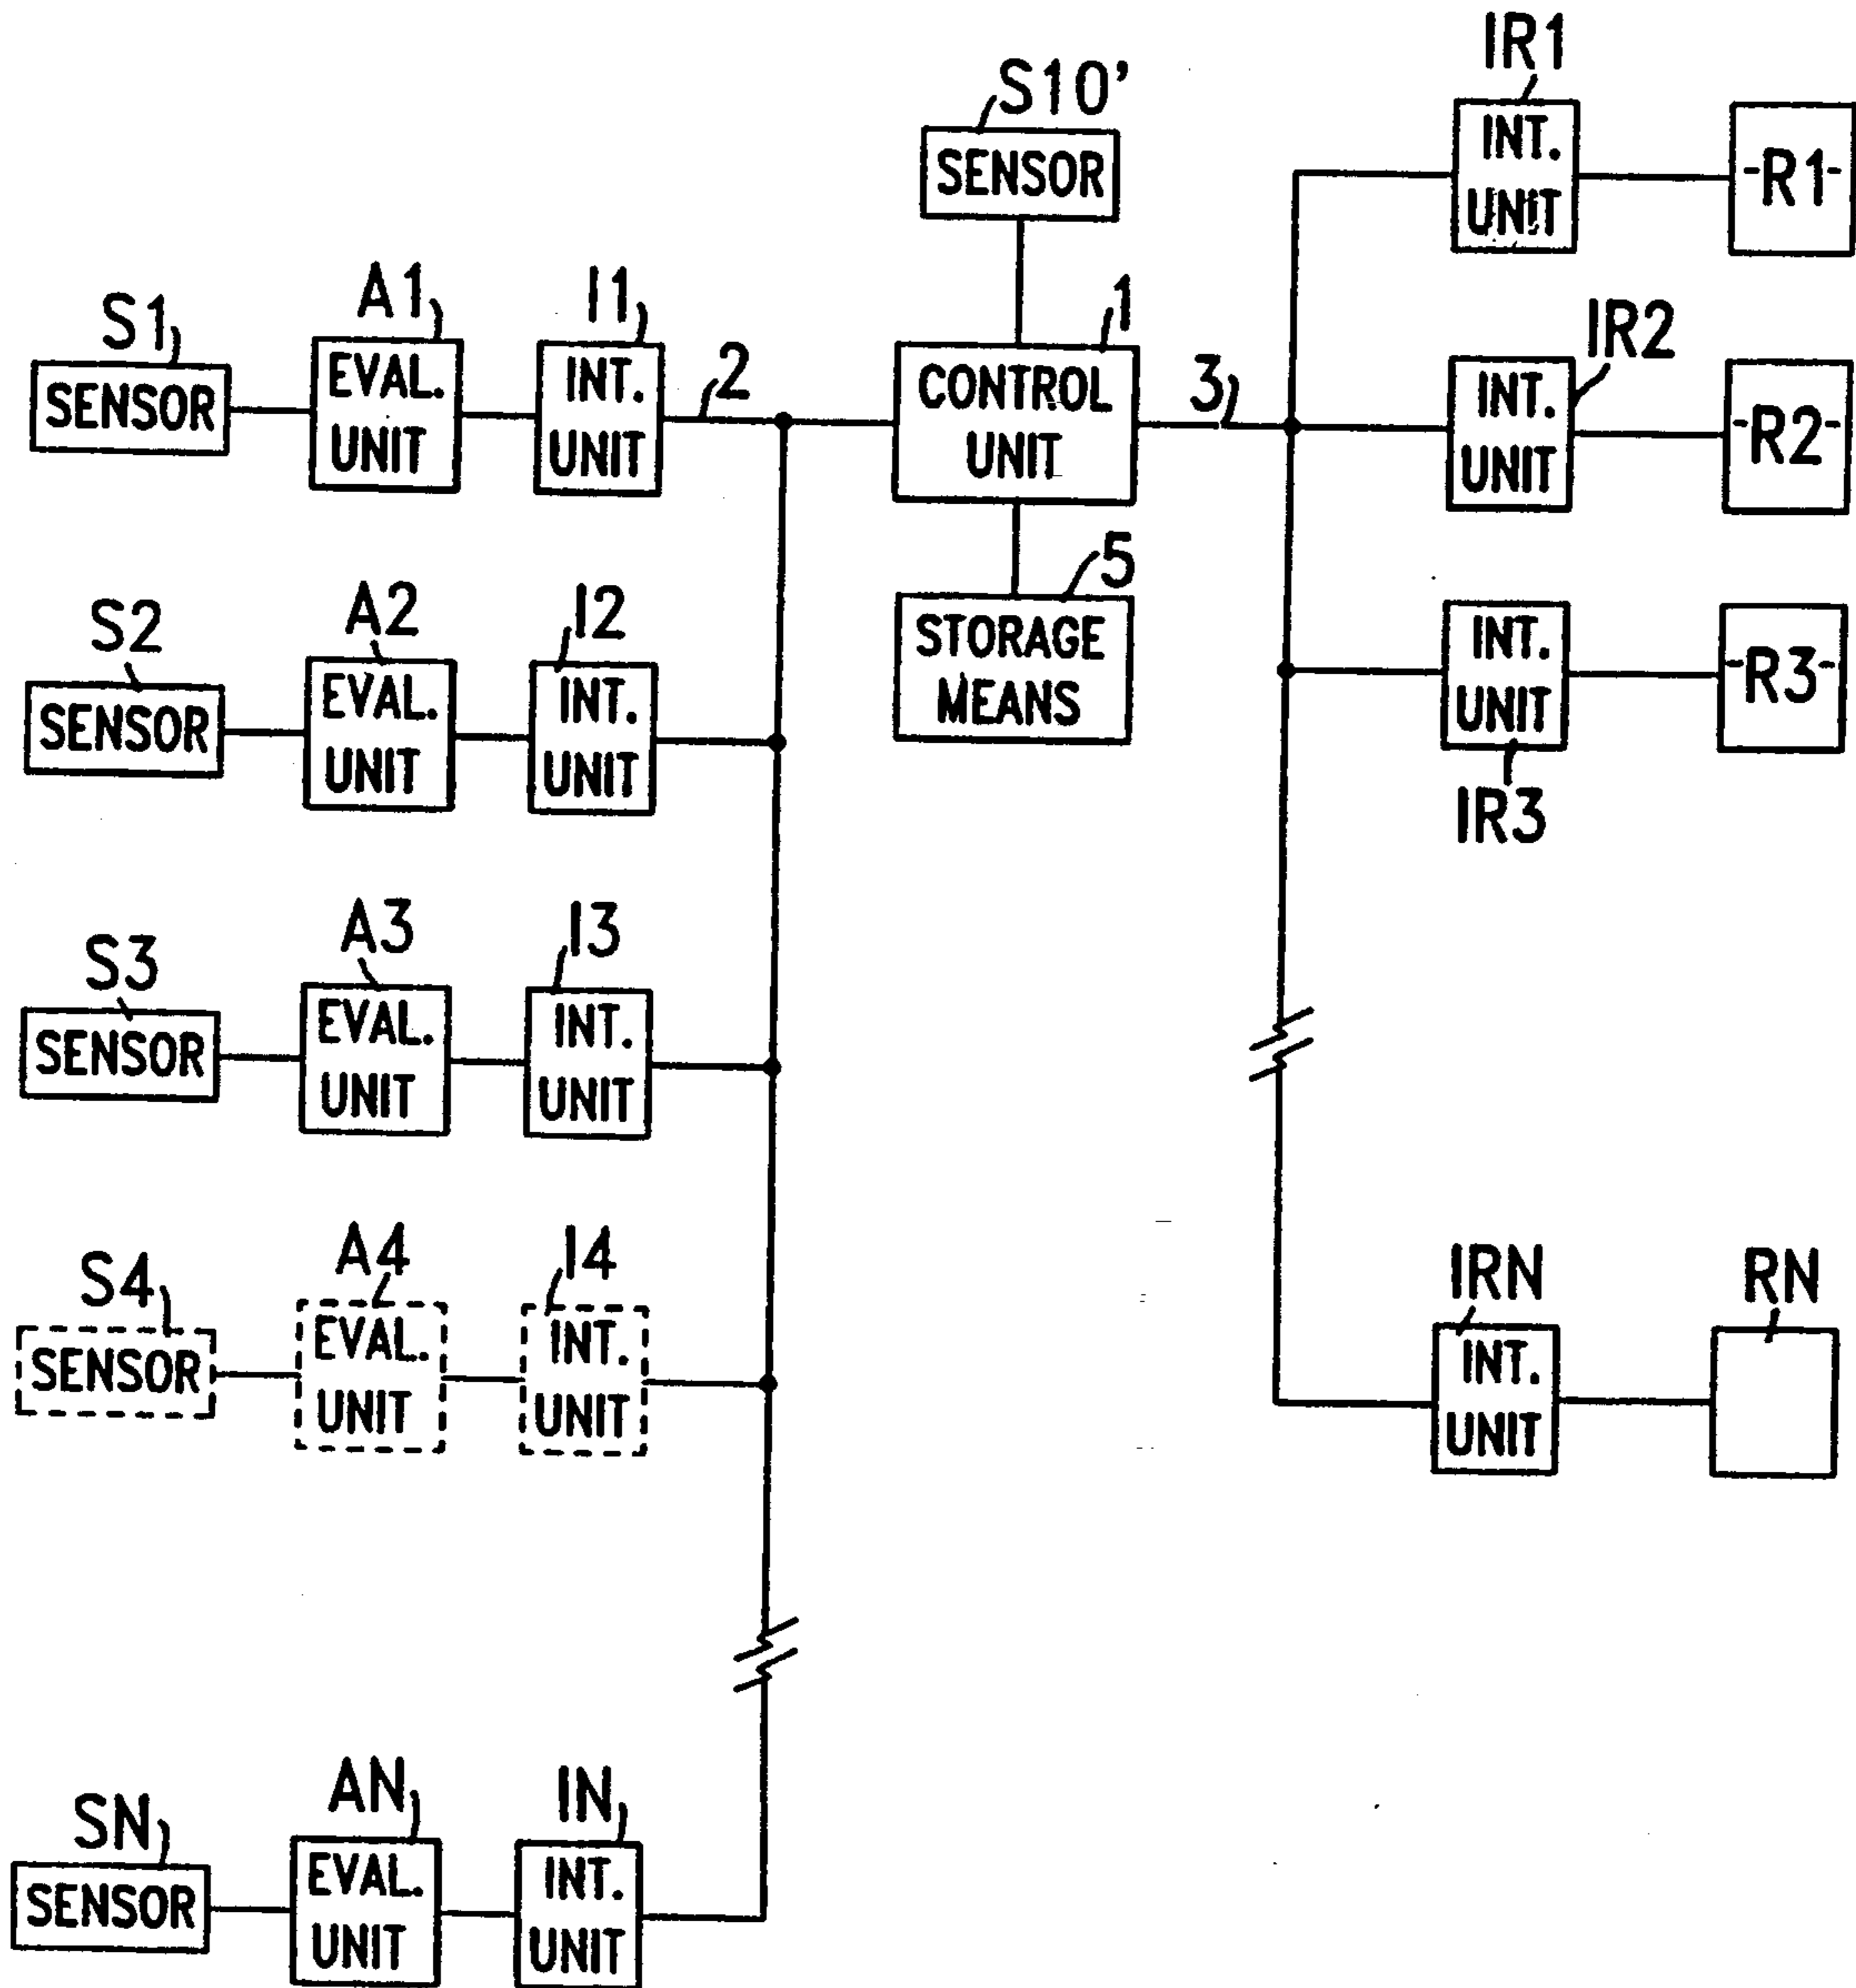 IR1
S10'
INT.
UNIT
-R1-
SENSOR
A1
I1
1
IR2
S1
EVAL.
UNIT
INT.
UNIT
2
CONTROL
UNIT
3
INT.
UNIT
-R2-
SENSOR
5
A2
I2
S2
STORAGE
MEANS
INT.
UNIT
-R3-
EVAL.
UNIT
INT.
UNIT
SENSOR
IR3
A3
I3
S3
EVAL.
UNIT
INT.
UNIT
SENSOR
A4
I4
S4
IRN
RN
EVAL.
UNIT
INT.
UNIT
SENSOR
INT.
UNIT
AN
IN
SN
EVAL.
UNIT
INT.
UNIT
SENSOR